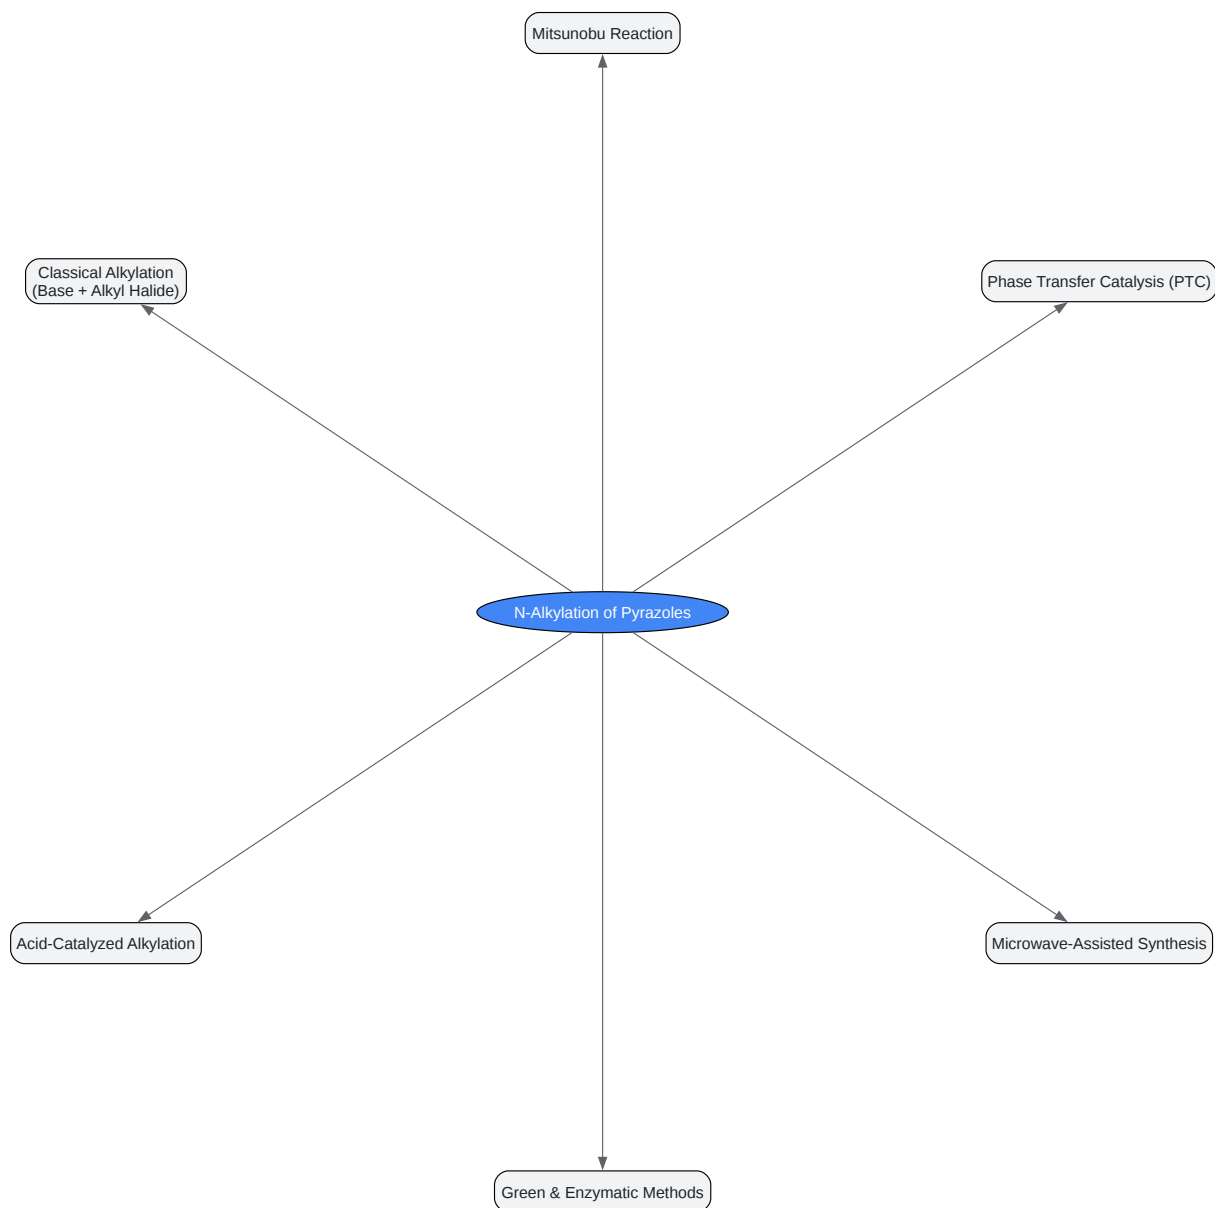 Mitsunobu Reaction
Classical Alkylation
(Base + Alkyl Halide)
Phase Transfer Catalysis (PTC)
N-Alkylation of Pyrazoles
Acid-Catalyzed Alkylation
Microwave-Assisted Synthesis
Green & Enzymatic Methods